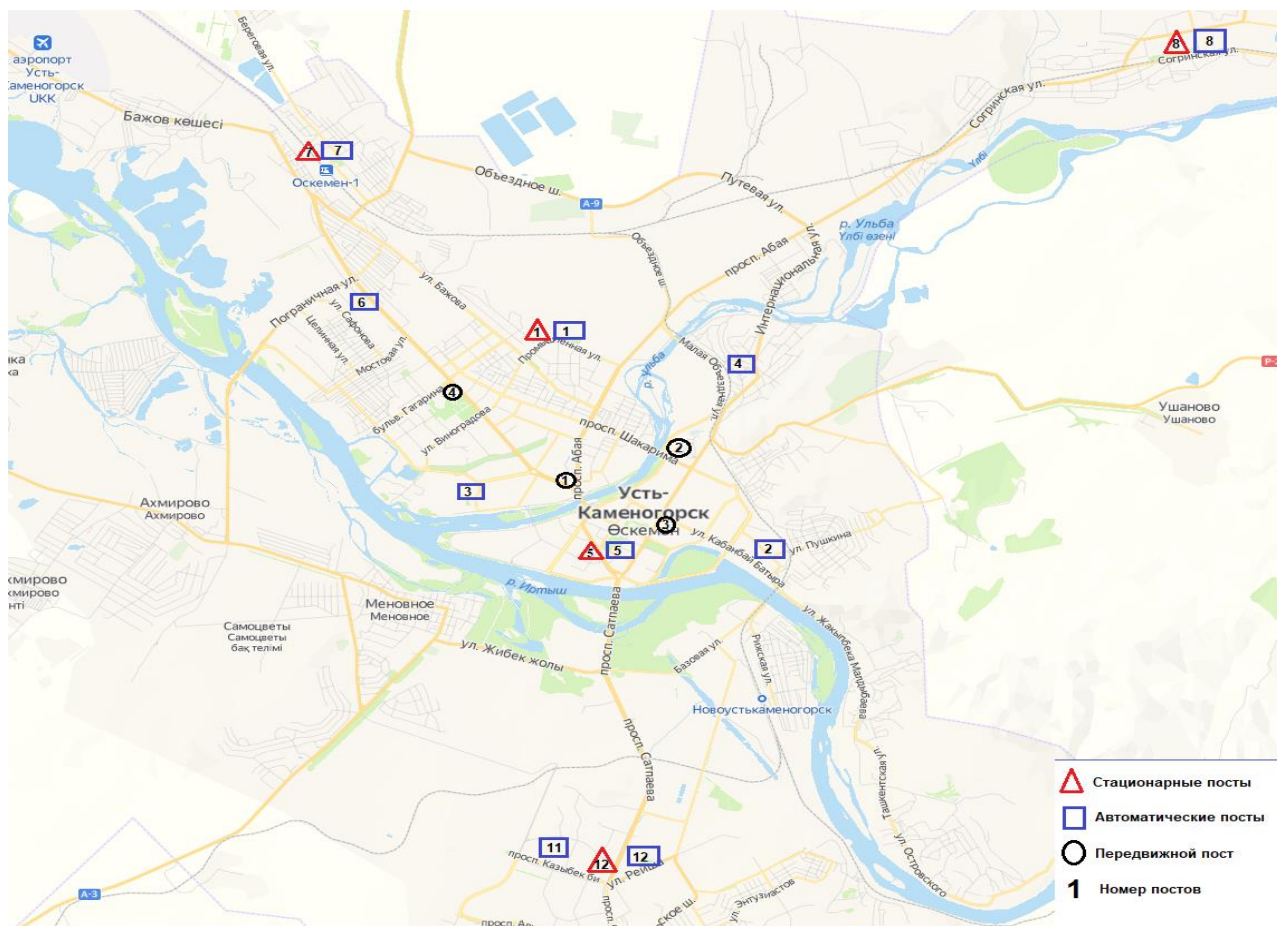 Береговая ул.
аэропорт
Усть-
Каменогорск
UKK
Бажов көшесі
7
7
Оскемен-1
Объездное ш.
A-9
Путевая ул.
Согринская ул.
8
8
Согринская ул.
Үлбі
р. Ульба
Үлбі өзені
Объездное ш.
просп. Абая
Интернациональная ул.
Пограничная ул.
6
ул. Сафонова
Целинная ул.
Мостовая ул.
ул. Бажова
1
1
Промышленная ул.
р. Ульба
Малая Объездная ул.
4
4
бульв. Гагарина
ул. Виноградова
просп. Шакарима
2
просп. Абая
1
3
Усть-
Каменогорск
Өскемен
3
ул. Кабанбай Батыра
2
ул. Пушкина
5
5
Ушаново
Ушаново
Ахмирово
Ахмирово
р. Иртыш
Меновное
Меновное
Самоцветы
Самоцветы
бақ телімі
ул. Жибек жолы
просп. Сатпаева
Базовая ул.
Рижская ул.
ул. Жакыпбека Малдыбаева
Новоустькаменогорск
просп. Сатпаева
Ташкентская ул.
ул. Островского
11
12
12
просп. Казыбек би
ул. Рейша
A-3
ул. Энтузиастов
Стационарные посты
Автоматические посты
Передвижной пост
1 Номер постов